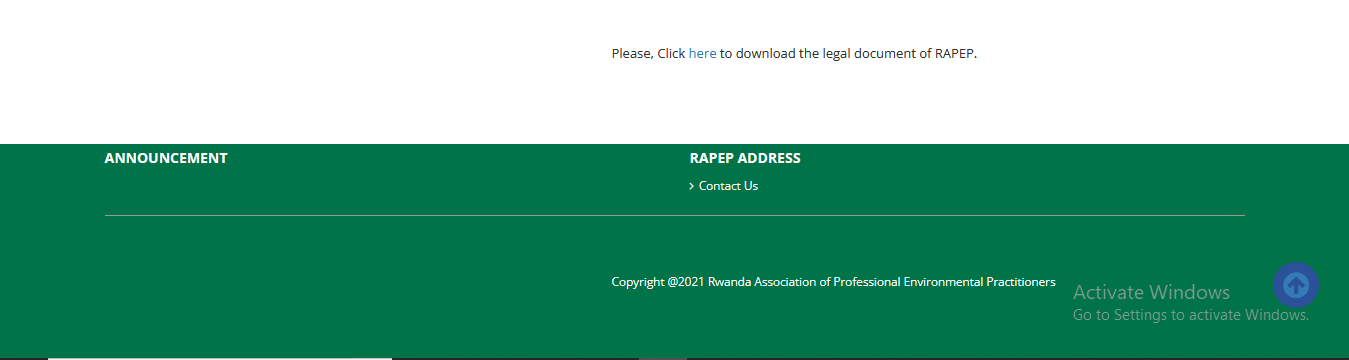 Please, Click here to download the legal document of RAPEP.
ANNOUNCEMENT
RAPEP ADDRESS
Contact Us
Copyright @2021 Rwanda Association of Professional Environmental Practitioners
Activate Windows
Go to Settings to activate Windows.